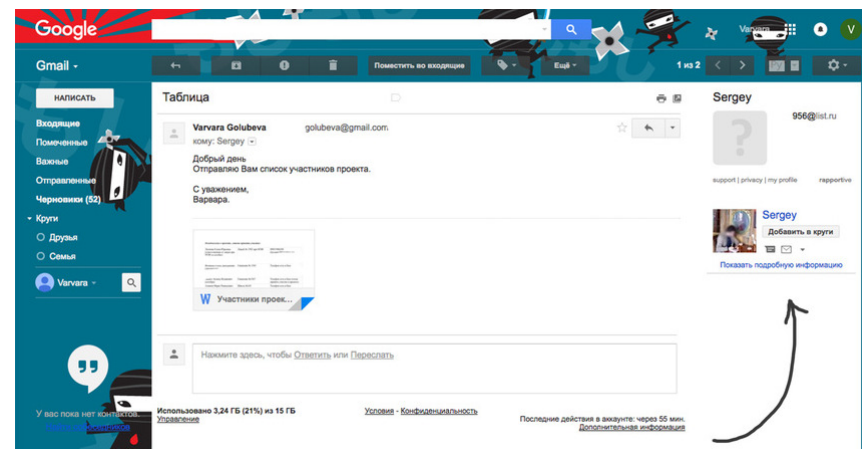 Google
Varvara
V
Gmail
Поместить во входящие
Ещё
1 из 2
НАПИСАТЬ
Входящие
Помеченные
Важные
Отправленные
Черновики (52)
Круги
Друзья
Семья
Varvara
У вас пока нет контактов.
Таблица
Varvara Golubeva golubeva@gmail.com
кому: Sergey
Добрый день
Отправляю Вам список участников проекта.
С уважением,
Варвара.
W Участники проек...
Нажмите здесь, чтобы Ответить или Переслать
Использовано 3,24 ГБ (21%) из 15 ГБ
Управление
Условия - Конфиденциальность
Последние действия в аккаунте: через 55 мин.
Дополнительная информация
Sergey
956@list.ru
?
support | privacy | my profile rapportive
Sergey
Добавить в круги
Показать подробную информацию